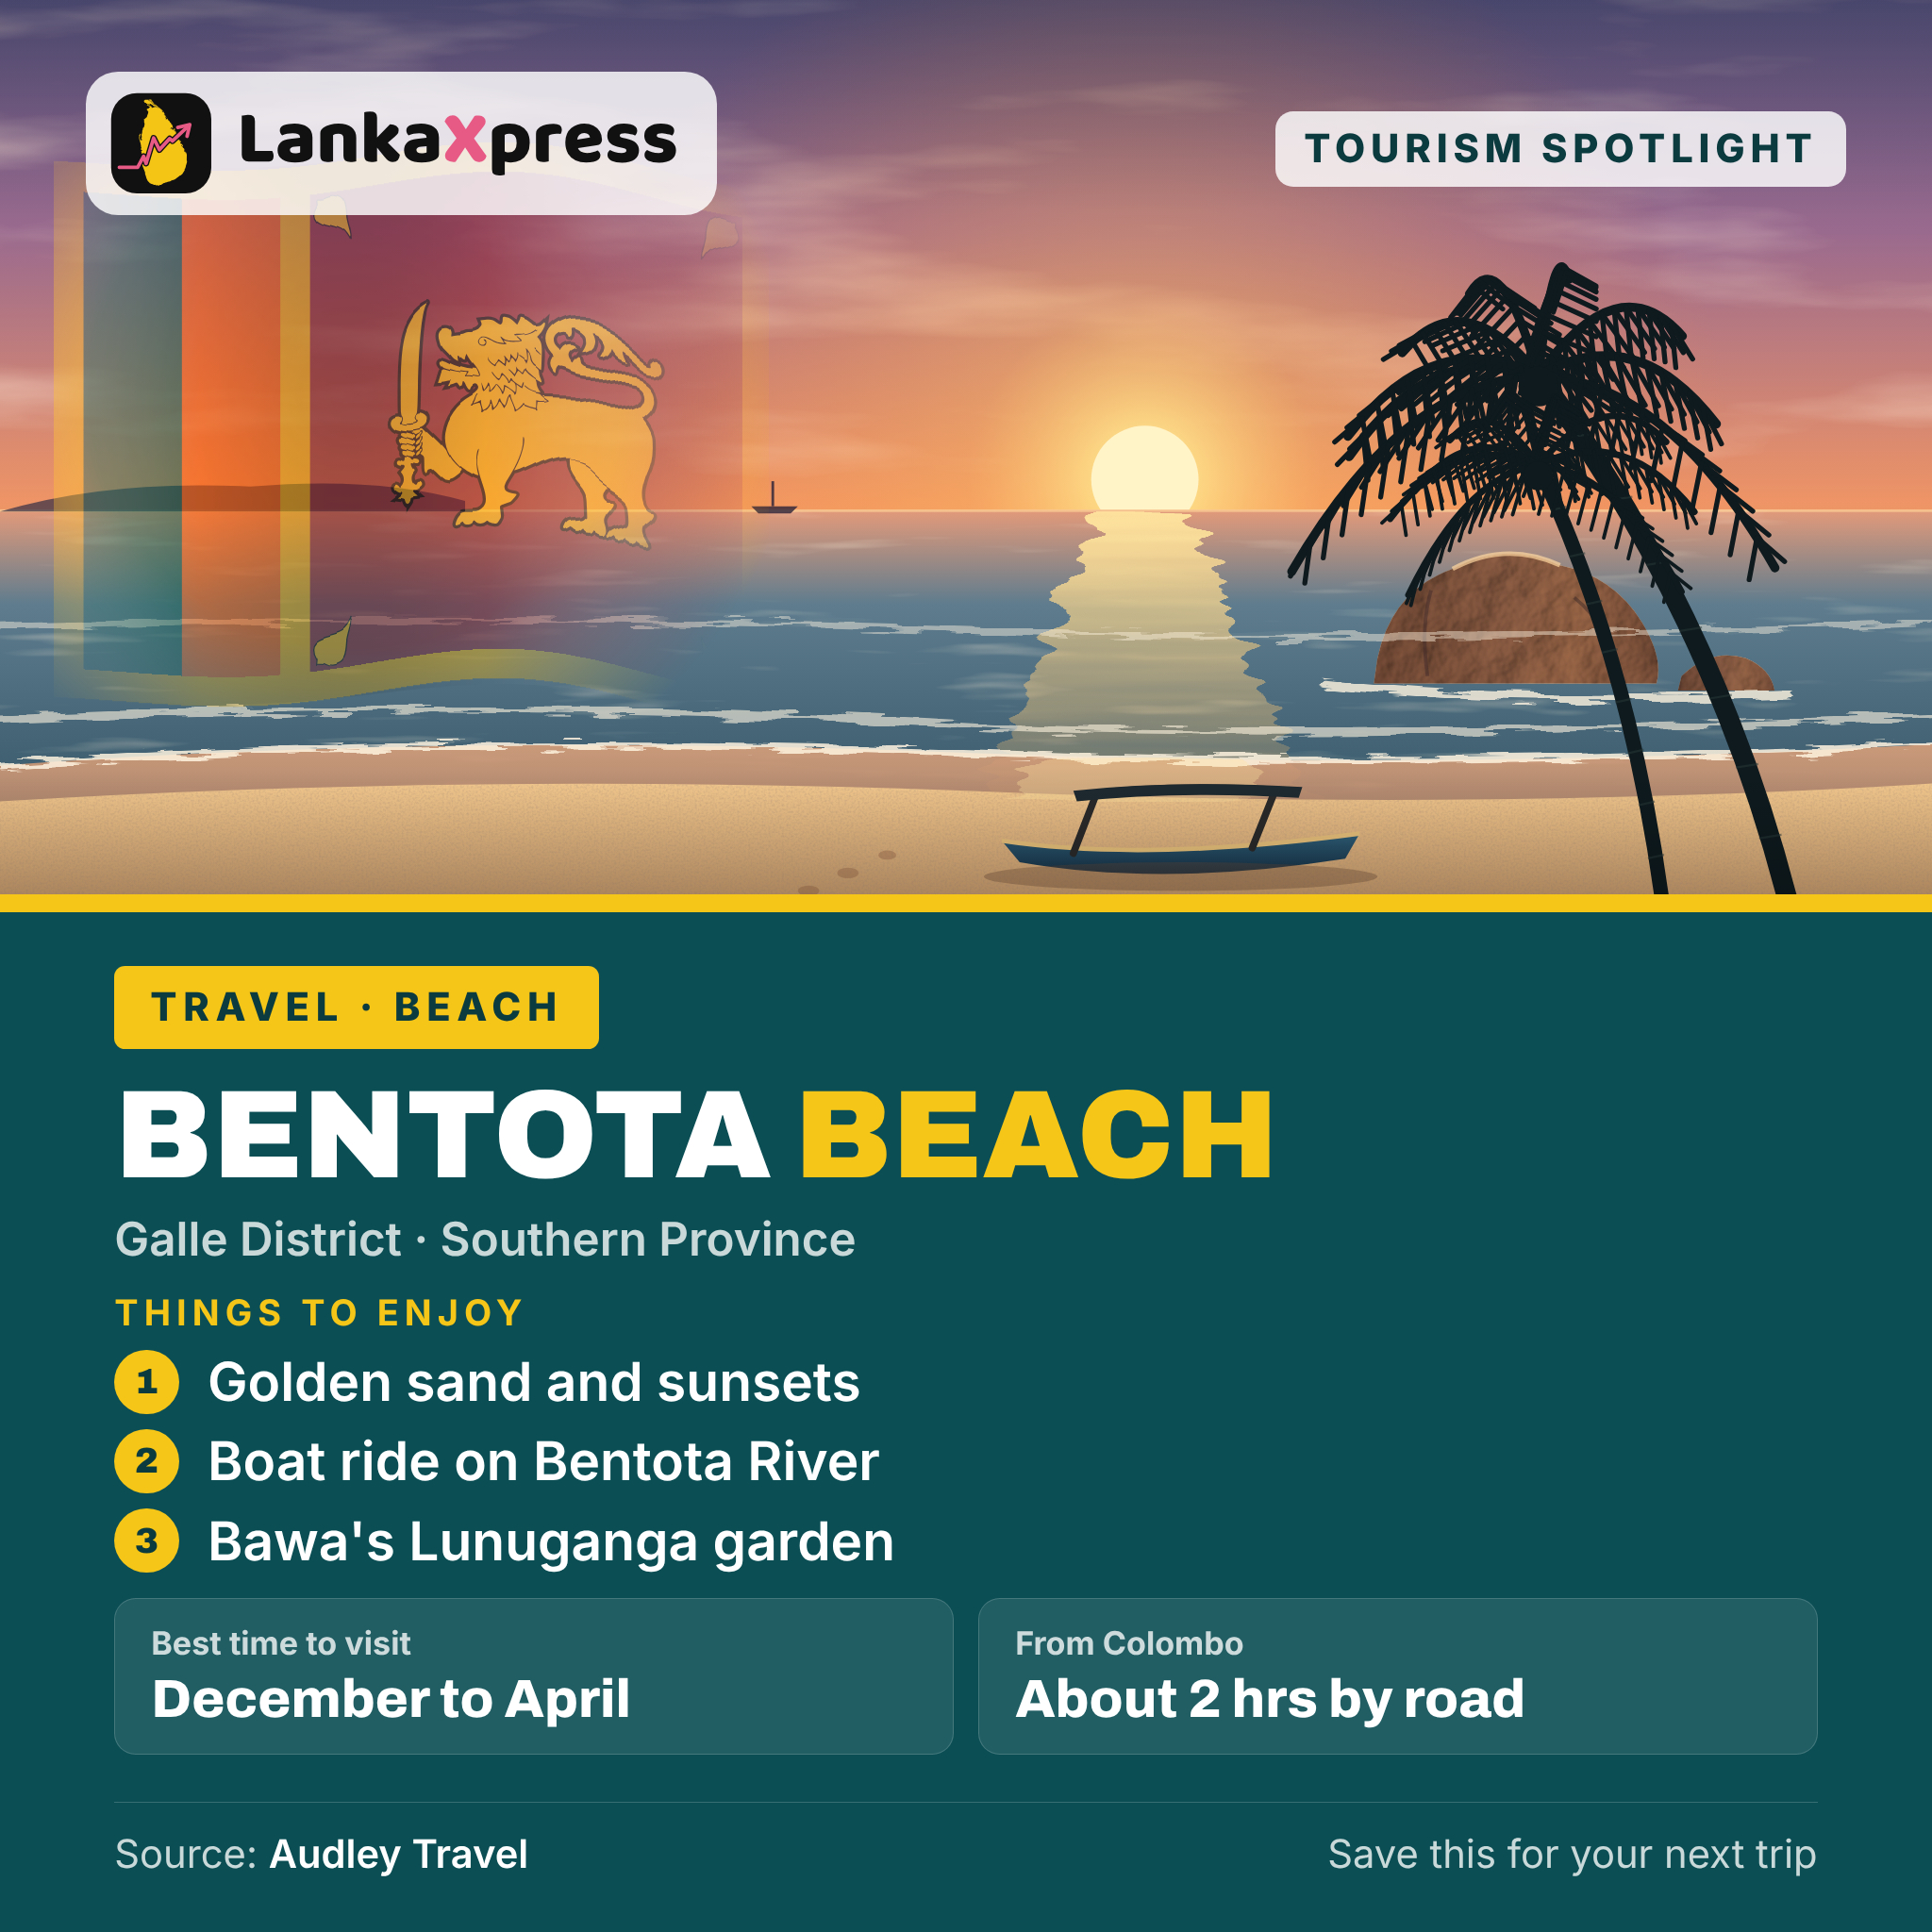 LankaXpress
TOURISM SPOTLIGHT
TRAVEL · BEACH
BENTOTA BEACH
Galle District · Southern Province
THINGS TO ENJOY
1 Golden sand and sunsets
2 Boat ride on Bentota River
3 Bawa's Lunuganga garden
Best time to visit
December to April
From Colombo
About 2 hrs by road
Source: Audley Travel
Save this for your next trip